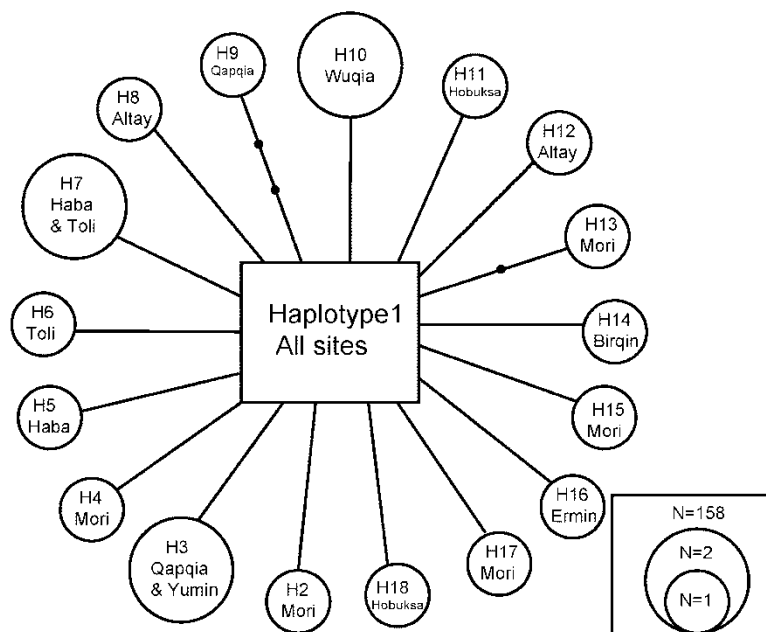 H9
Qapqia
H10
Wuqia
H11
Hobuksa
H8
Altay
H12
Altay
H7
Haba
& Toli
H13
Mori
Haplotype1
All sites
H6
Toli
H14
Birqin
H5
Haba
H15
Mori
H4
Mori
H16
Ermin
H3
Qapqia
& Yumin
H2
Mori
H18
Hobuksa
H17
Mori
N=158
N=2
N=1